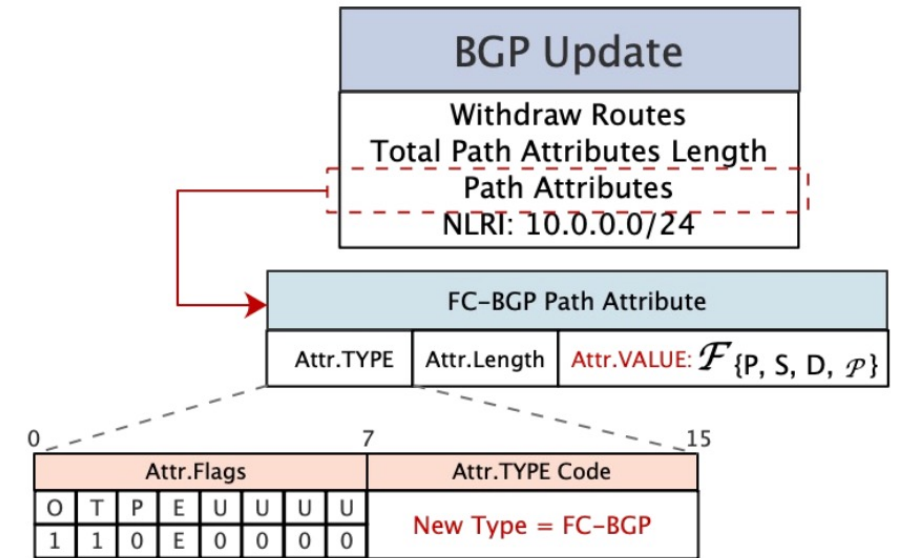 BGP Update
Withdraw Routes
Total Path Attributes Length
Path Attributes
NLRI: 10.0.0.0/24
FC-BGP Path Attribute
Attr.TYPE Attr.Length Attr.VALUE: ℱ{P, S, D, 𝒫}
0 7 15
Attr.Flags Attr.TYPE Code
O T P E U U U U
New Type = FC-BGP
1 1 0 E 0 0 0 0